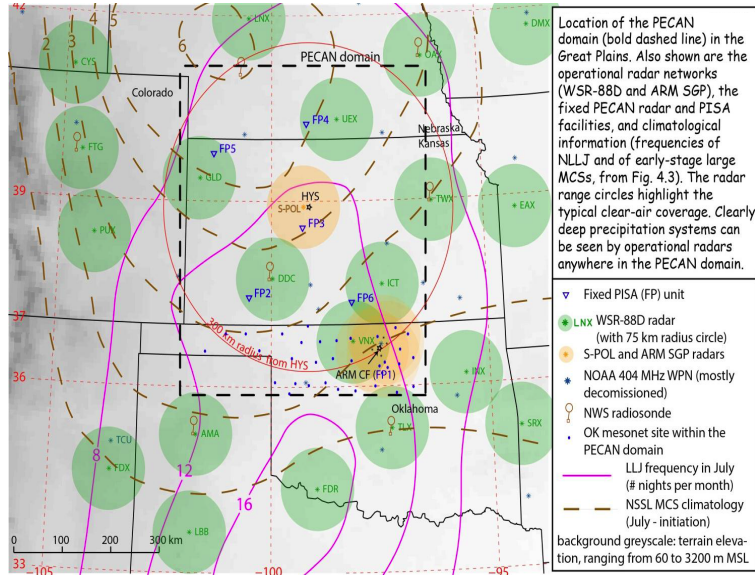 42
2
3
4
5
6
LNX
DMX
CYS
OAX
PECAN domain
Colorado
FP4
UEX
Nebraska
Kansas
FTG
FP5
GLD
39
HYS
S-POL
TWX
EAX
PUX
FP3
DDC
ICT
FP2
FP6
37
300 km radius from HYS
VNX
ARM CF (FP1)
36
INX
Oklahoma
AMA
TLX
SRX
TCU
8
FDX
12
16
FDR
LBB
0 50 100 200 300 km
33
33
-105
-100
-95
Location of the PECAN
domain (bold dashed line) in the
Great Plains. Also shown are the
operational radar networks
(WSR-88D and ARM SGP), the
fixed PECAN radar and PISA
facilities, and climatological
information (frequencies of
NLLJ and of early-stage large
MCSs, from Fig. 4.3). The radar
range circles highlight the
typical clear-air coverage. Clearly
deep precipitation systems can
be seen by operational radars
anywhere in the PECAN domain.
Fixed PISA (FP) unit
LNX WSR-88D radar
(with 75 km radius circle)
S-POL and ARM SGP radars
NOAA 404 MHz WPN (mostly
decomissioned)
NWS radiosonde
OK mesonet site within the
PECAN domain
LLJ frequency in July
(# nights per month)
NSSL MCS climatology
(July - initiation)
background greyscale: terrain eleva-
tion, ranging from 60 to 3200 m MSL